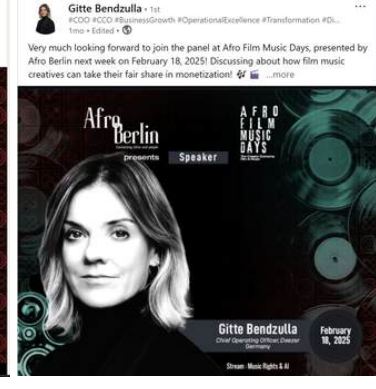 Gitte Bendzulla • 1st
#COO #CCO #BusinessGrowth #OperationalExcellence #Transformation #Di...
1mo • Edited •
Very much looking forward to join the panel at Afro Film Music Days, presented by
Afro Berlin next week on February 18, 2025! Discussing about how film music
creatives can take their fair share in monetization! 🎻 🎬 ...more
Afro
Berlin
presents
Speaker
AFRO
FILM
MUSIC
DAYS
Gitte Bendzulla
Chief Operating Officer, Deezer
Germany
February
18, 2025
Stream : Music Rights & AI